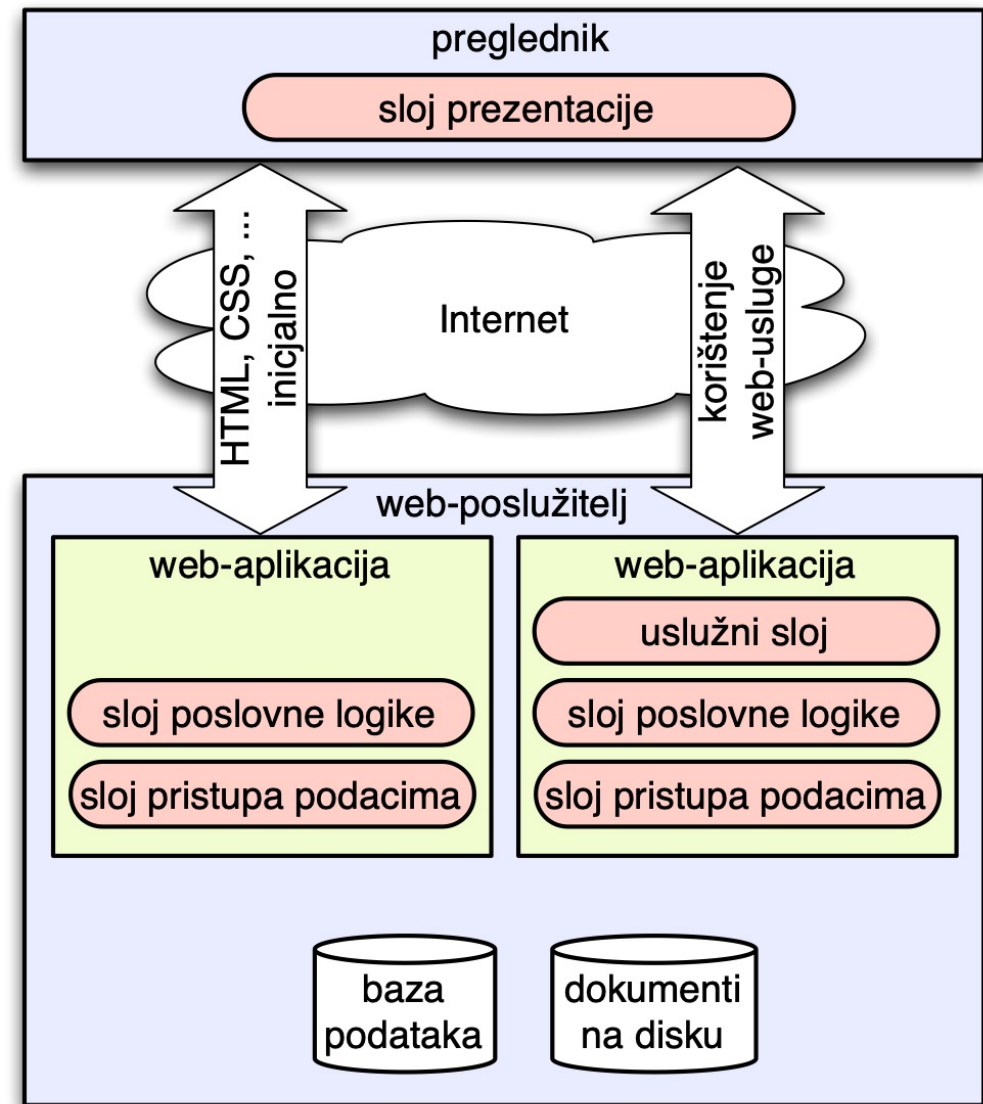 preglednik
sloj prezentacije
HTML, CSS, ...
inicjalno
Internet
korištenje
web-usluge
web-poslužitelj
web-aplikacija
sloj poslovne logike
sloj pristupa podacima
web-aplikacija
uslužni sloj
sloj poslovne logike
sloj pristupa podacima
baza
podataka
dokumenti
na disku